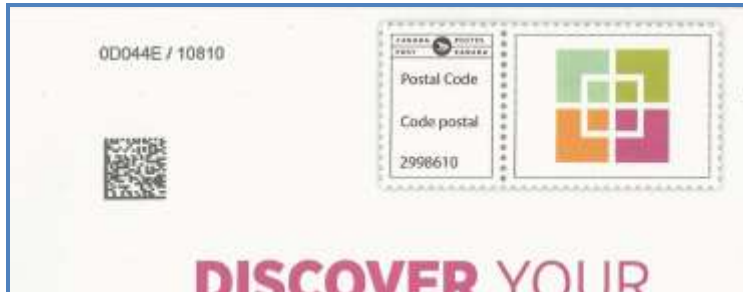 0D044E / 10810
CANADA POSTES
POST CANADA
Postal Code
Code postal
2998610
DISCOVER YOUR